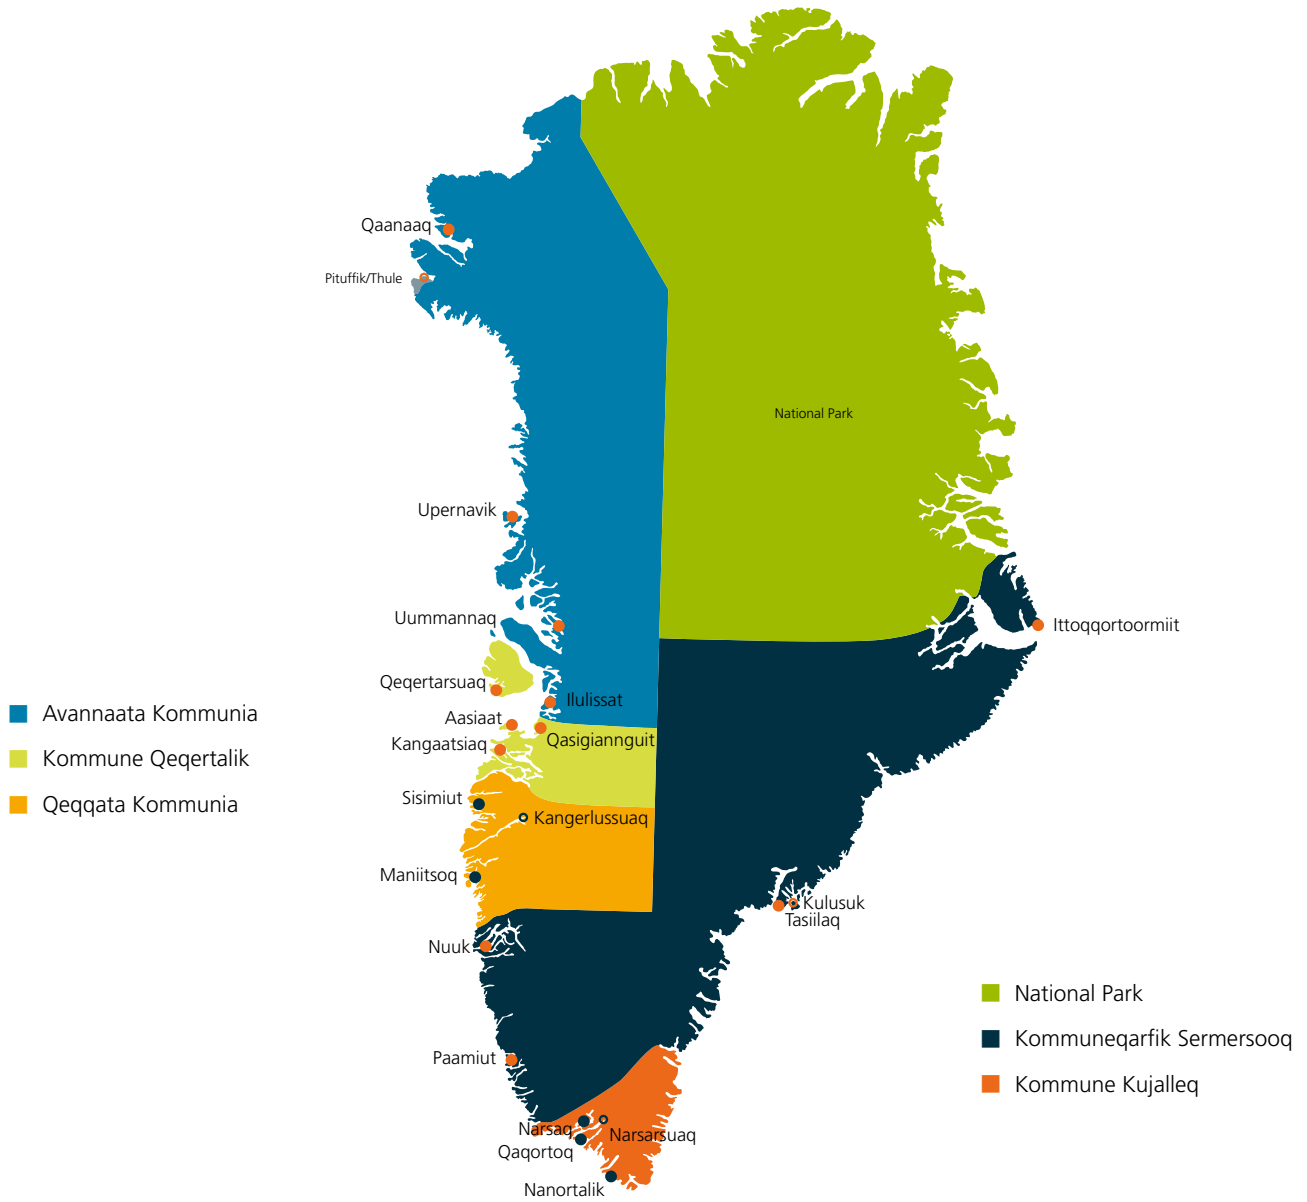 Qaanaaq
Pituffik/Thule
National Park
Upernavik
Uummannaq
Ittoqqortoormiit
Qeqertarsuaq
Ilulissat
Aasiaat
Qasigiannguit
Kangaatsiaq
Sisimiut
Kangerlussuaq
Maniitsoq
Kulusuk
Tasiilaq
Nuuk
Paamiut
Narsaq
Narsarsuaq
Qaqortoq
Nanortalik
Avannaata Kommunia
Kommune Qeqertalik
Qeqqata Kommunia
National Park
Kommuneqarfik Sermersooq
Kommune Kujalleq